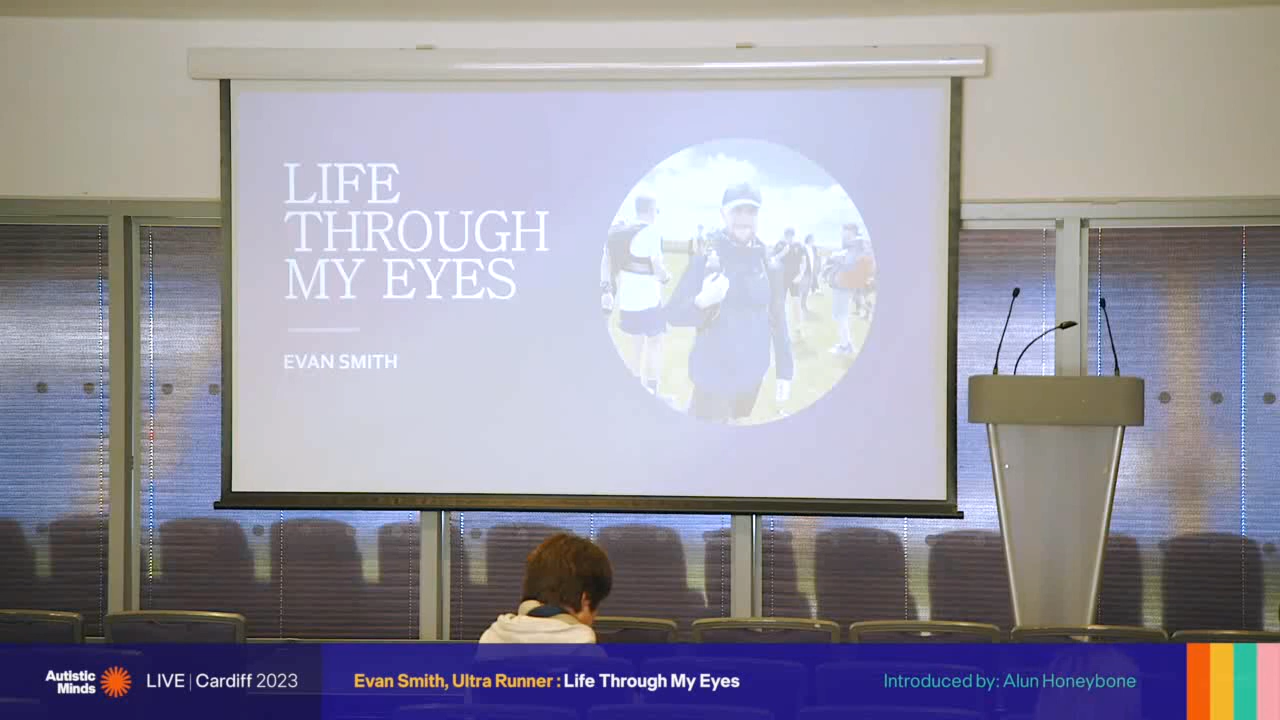 LIFE
THROUGH
MY EYES
EVAN SMITH
Autistic
Minds
LIVE | Cardiff 2023
Evan Smith, Ultra Runner : Life Through My Eyes
Introduced by: Alun Honeybone